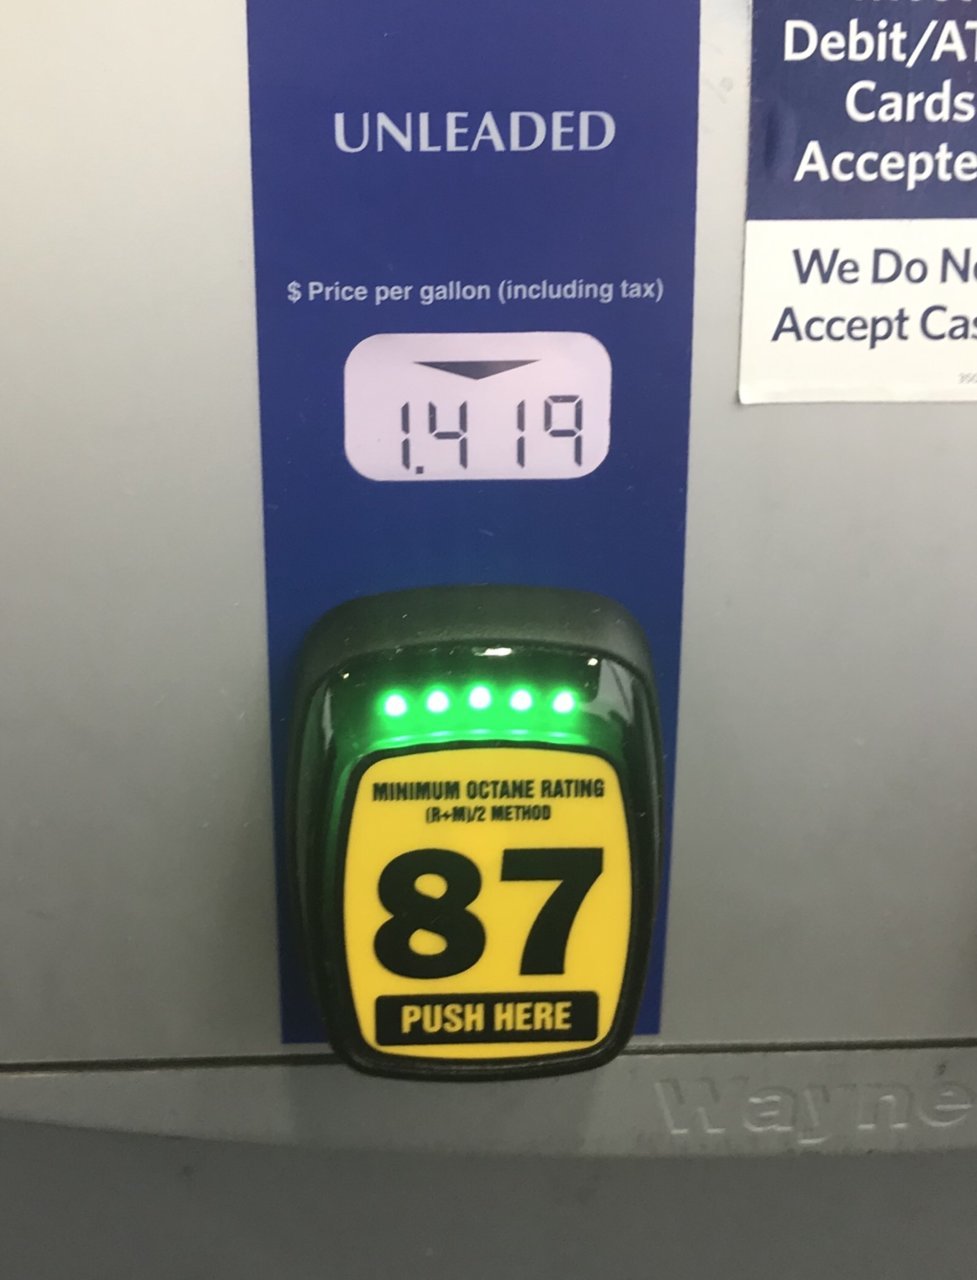 UNLEADED
$ Price per gallon (including tax)
1.419
MINIMUM OCTANE RATING
(R+M)/2 METHOD
87
PUSH HERE
Debit/AT
Cards
Accepte
We Do No
Accept Cas
Wayne